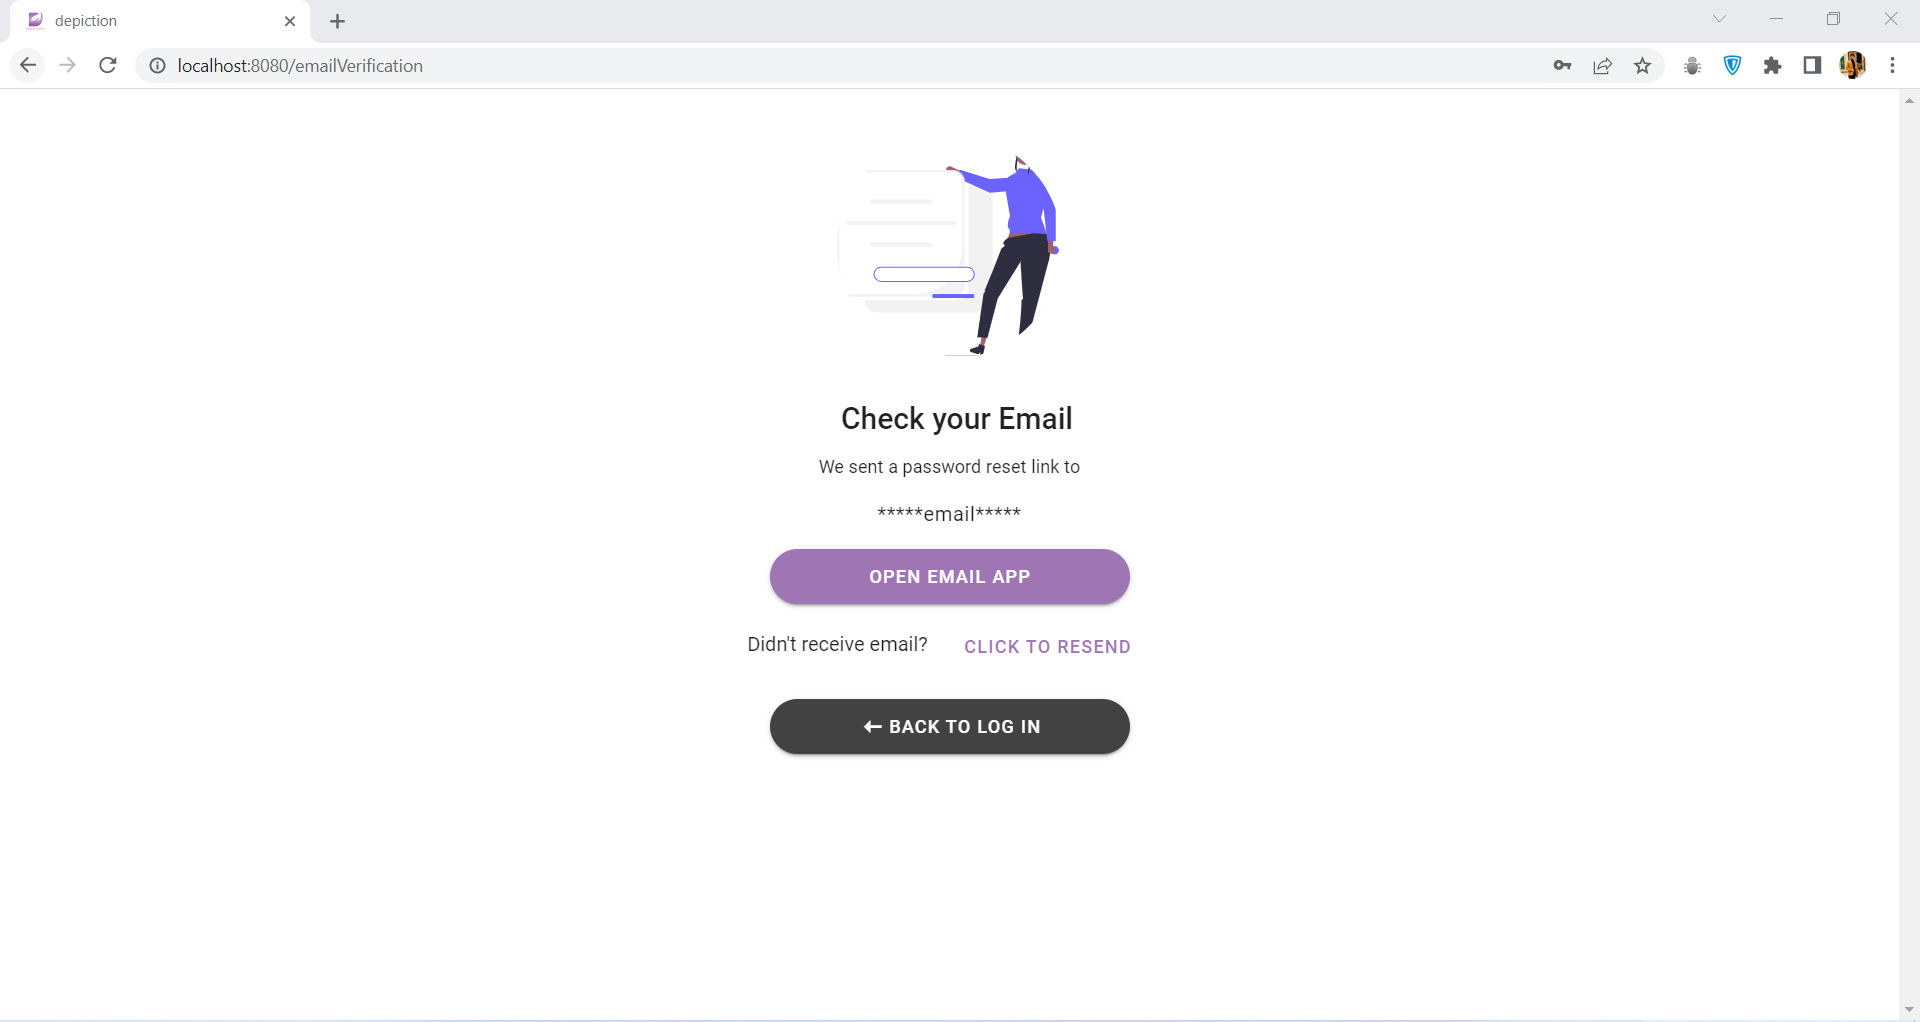 depiction
localhost:8080/emailVerification
Check your Email
We sent a password reset link to
*****email*****
OPEN EMAIL APP
Didn't receive email? CLICK TO RESEND
← BACK TO LOG IN